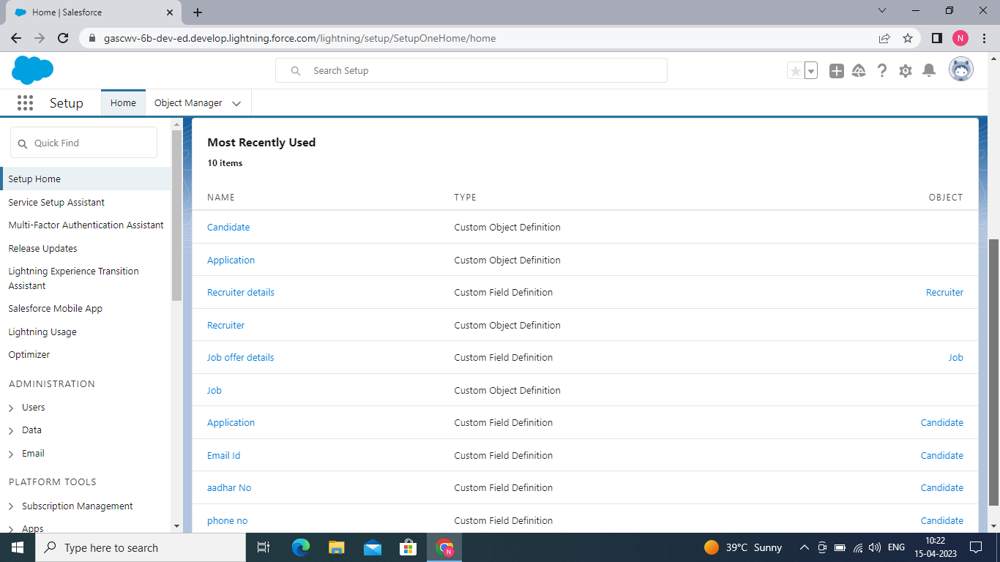 Home | Salesforce
gascwv-6b-dev-ed.develop.lightning.force.com/lightning/setup/SetupOneHome/home
N
Search Setup
Setup
Home
Object Manager
Quick Find
Setup Home
Service Setup Assistant
Multi-Factor Authentication Assistant
Release Updates
Lightning Experience Transition
Assistant
Salesforce Mobile App
Lightning Usage
Optimizer
ADMINISTRATION
Users
Data
Email
PLATFORM TOOLS
Subscription Management
Apps
Most Recently Used
10 items
NAME TYPE OBJECT
Candidate Custom Object Definition
Application Custom Object Definition
Recruiter details Custom Field Definition Recruiter
Recruiter Custom Object Definition
Job offer details Custom Field Definition Job
Job Custom Object Definition
Application Custom Field Definition Candidate
Email Id Custom Field Definition Candidate
aadhar No Custom Field Definition Candidate
phone no Custom Field Definition Candidate
Type here to search
N
39°C Sunny
ENG
10:22
15-04-2023